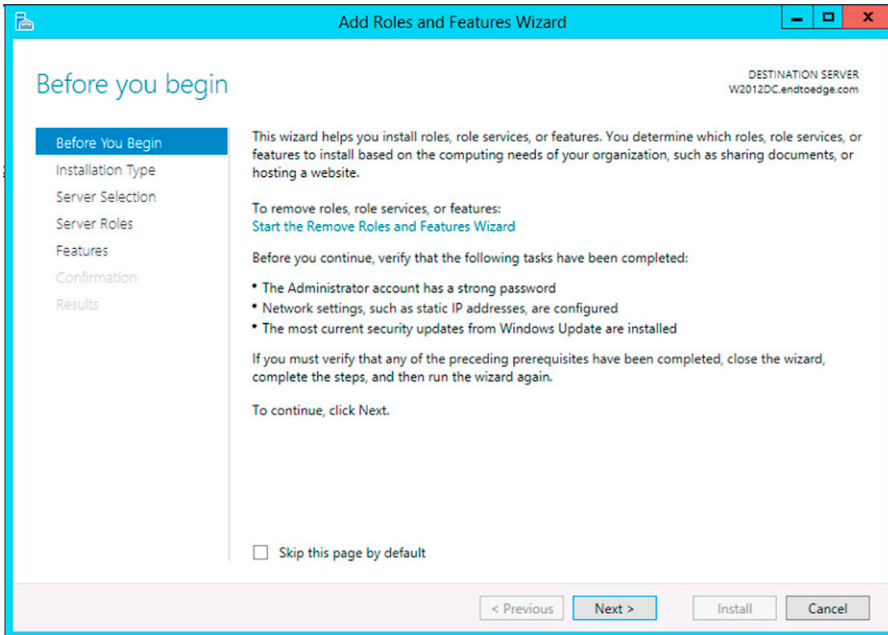 Add Roles and Features Wizard
Before you begin
DESTINATION SERVER
W2012DC.endtoedge.com
Before You Begin
Installation Type
Server Selection
Server Roles
Features
Confirmation
Results
This wizard helps you install roles, role services, or features. You determine which roles, role services, or
features to install based on the computing needs of your organization, such as sharing documents, or
hosting a website.
To remove roles, role services, or features:
Start the Remove Roles and Features Wizard
Before you continue, verify that the following tasks have been completed:
• The Administrator account has a strong password
• Network settings, such as static IP addresses, are configured
• The most current security updates from Windows Update are installed
If you must verify that any of the preceding prerequisites have been completed, close the wizard,
complete the steps, and then run the wizard again.
To continue, click Next.
Skip this page by default
< Previous
Next >
Install
Cancel